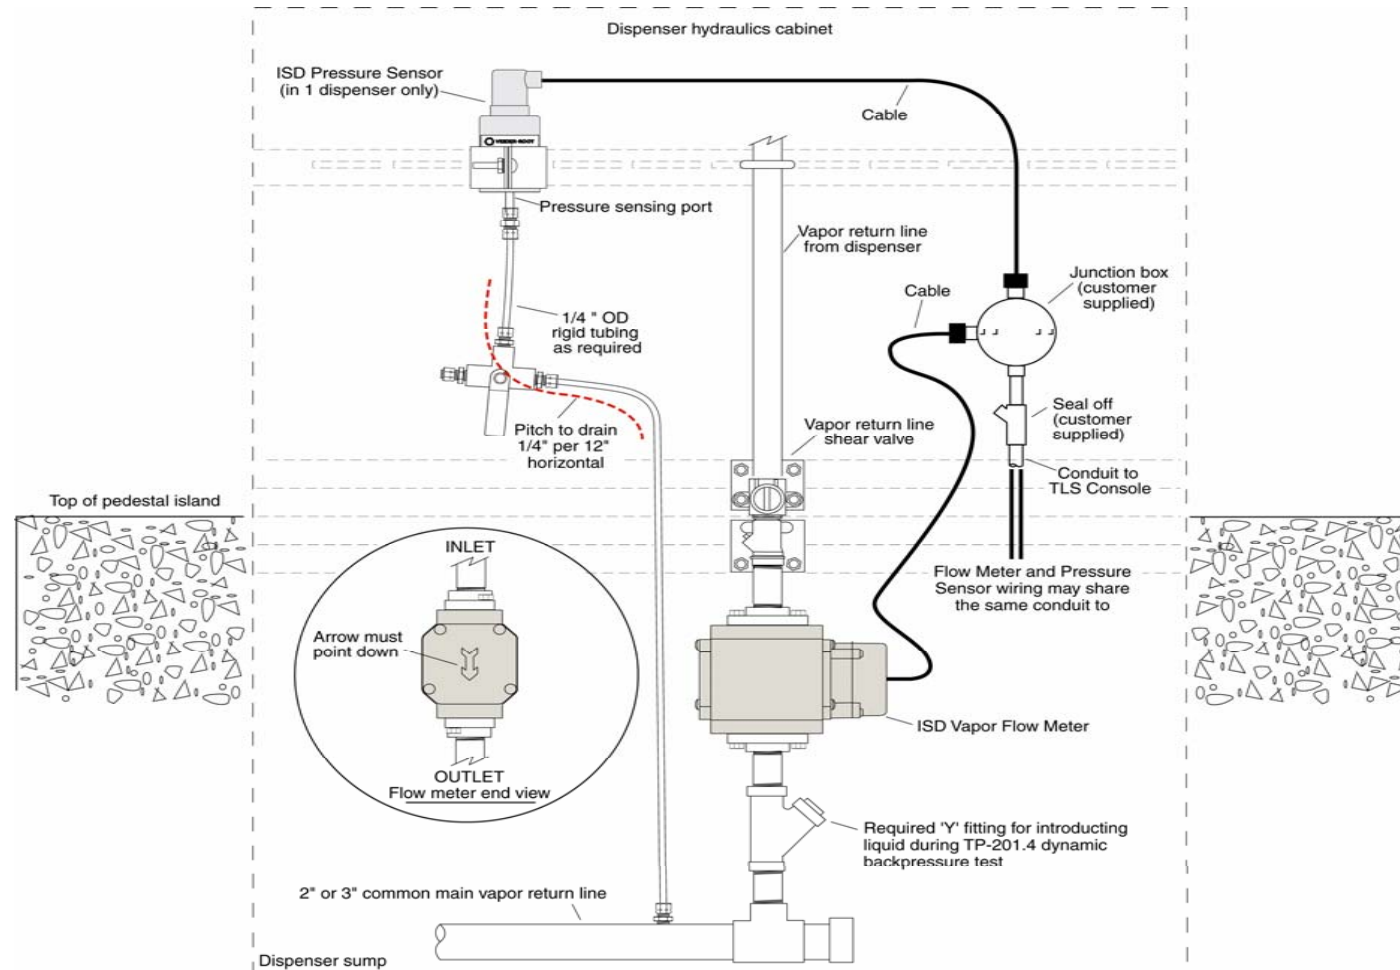 Dispenser hydraulics cabinet
ISD Pressure Sensor
(in 1 dispenser only)
Cable
VEEDER-ROOT
Pressure sensing port
Vapor return line
from dispenser
Junction box
(customer
supplied)
Cable
1/4 " OD
rigid tubing
as required
Seal off
(customer
supplied)
Vapor return line
shear valve
Pitch to drain
1/4" per 12"
horizontal
Conduit to
TLS Console
Top of pedestal island
INLET
Flow Meter and Pressure
Sensor wiring may share
the same conduit to
Arrow must
point down
ISD Vapor Flow Meter
OUTLET
Flow meter end view
Required 'Y' fitting for introducting
liquid during TP-201.4 dynamic
backpressure test
2" or 3" common main vapor return line
Dispenser sump